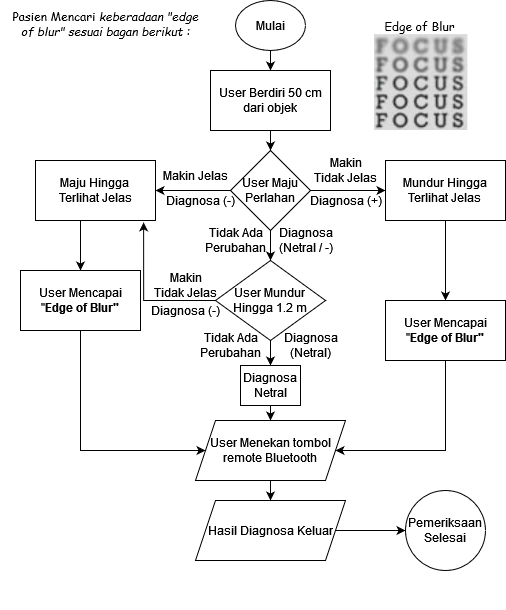 Pasien Mencari keberadaan "edge
of blur" sesuai bagan berikut :
Mulai
Edge of Blur
FOCUS
FOCUS
FOCUS
FOCUS
FOCUS
User Berdiri 50 cm
dari objek
User Maju
Perlahan
Makin Jelas
Diagnosa (-)
Makin
Tidak Jelas
Diagnosa (+)
Maju Hingga
Terlihat Jelas
Mundur Hingga
Terlihat Jelas
Tidak Ada
Perubahan
Diagnosa
(Netral / -)
User Mundur
Hingga 1.2 m
Makin
Tidak Jelas
Diagnosa (-)
User Mencapai
"Edge of Blur"
User Mencapai
"Edge of Blur"
Tidak Ada
Perubahan
Diagnosa
(Netral)
Diagnosa
Netral
User Menekan tombol
remote Bluetooth
Hasil Diagnosa Keluar
Pemeriksaan
Selesai